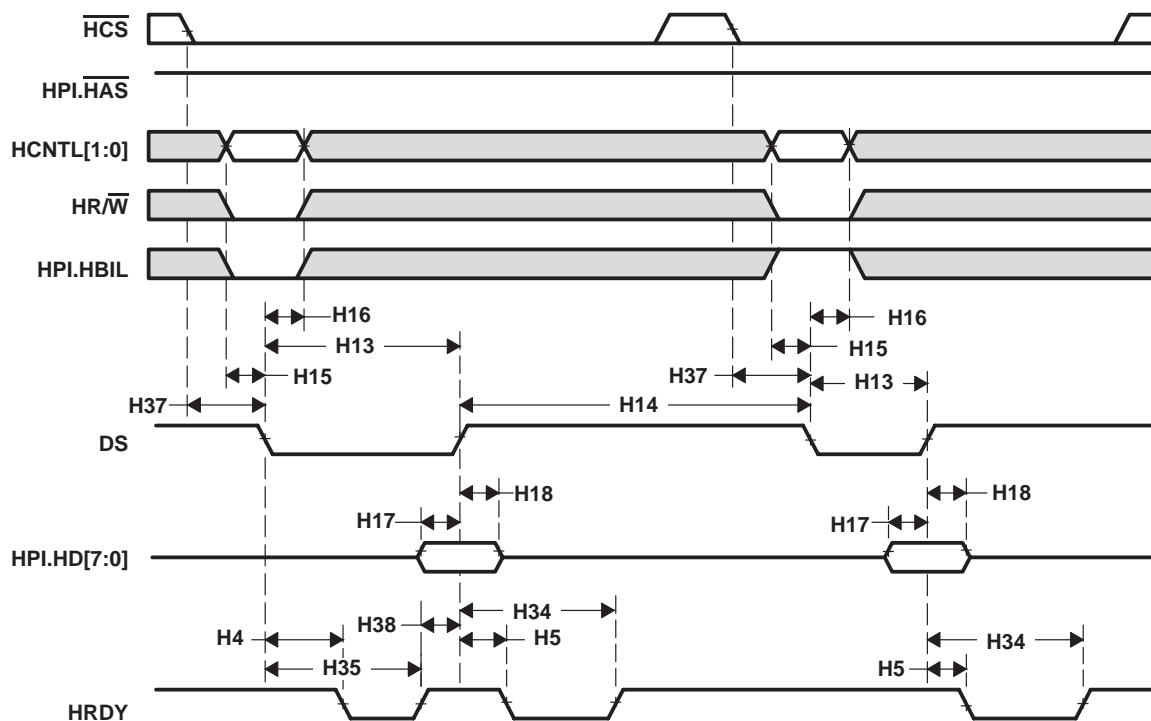 HCS
HPI.HAS
HCNTL[1:0]
HR/W
HPI.HBIL
H16
H16
H13
H15
H15
H37
H13
H37
H14
DS
H18
H18
H17
H17
HPI.HD[7:0]
H34
H38
H4
H5
H34
H35
H5
HRDY